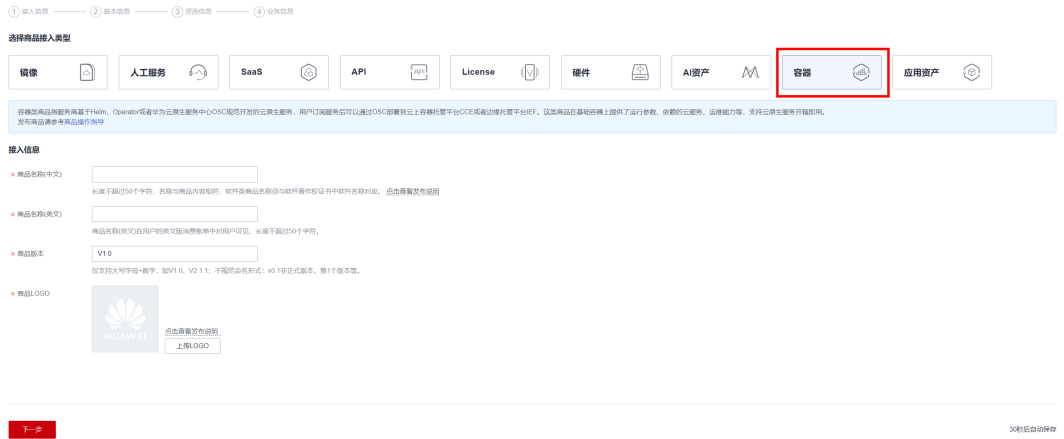 1 接入信息 2 基本信息 3 资质信息 4 业务信息
选择商品接入类型
镜像 人工服务 SaaS API API License 硬件 AI资产 容器 应用资产
容器类商品指服务商基于Helm、Operator或者华为云原生服务中心OSC规范开发的云原生服务，用户订阅服务后可以通过OSC部署到云上容器托管平台CCE或者边缘托管平台IEF。这类商品在基础容器上提供了运行参数、依赖的云服务、运维能力等，支持云原生服务开箱即用。
发布商品请参考商品操作指导
接入信息
* 商品名称(中文)
长度不超过50个字符，名称与商品内容相符，软件类商品名称须与软件著作权证书中软件名称对应。 点击查看发布说明
* 商品名称(英文)
商品名称(英文)在用户的英文版消费账单中对用户可见，长度不超过50个字符。
* 商品版本 V1.0
仅支持大写字母+数字，如V1.0、V2.1.1；不规范命名形式：v0.1非正式版本、第1个版本等。
* 商品LOGO
HUAWEI
点击查看发布说明
上传LOGO
下一步 30秒后自动保存